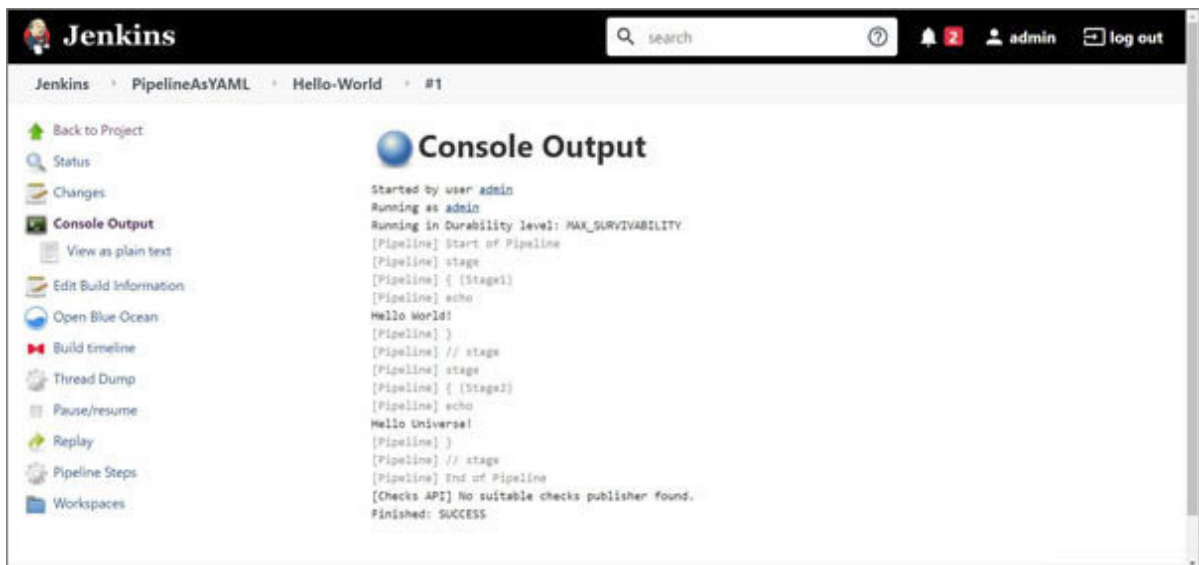 Jenkins
search
2
admin
log out
Jenkins PipelineAsYAML Hello-World #1
Back to Project
Status
Changes
Console Output
View as plain text
Edit Build Information
Open Blue Ocean
Build timeline
Thread Dump
Pause/resume
Replay
Pipeline Steps
Workspaces
Console Output
Started by user admin
Running as admin
Running in Durability level: MAX_SURVIVABILITY
[Pipeline] Start of Pipeline
[Pipeline] stage
[Pipeline] { (Stage1)
[Pipeline] echo
Hello World!
[Pipeline] }
[Pipeline] // stage
[Pipeline] stage
[Pipeline] { (Stage2)
[Pipeline] echo
Hello Universe!
[Pipeline] }
[Pipeline] // stage
[Pipeline] End of Pipeline
[Checks API] No suitable checks publisher found.
Finished: SUCCESS